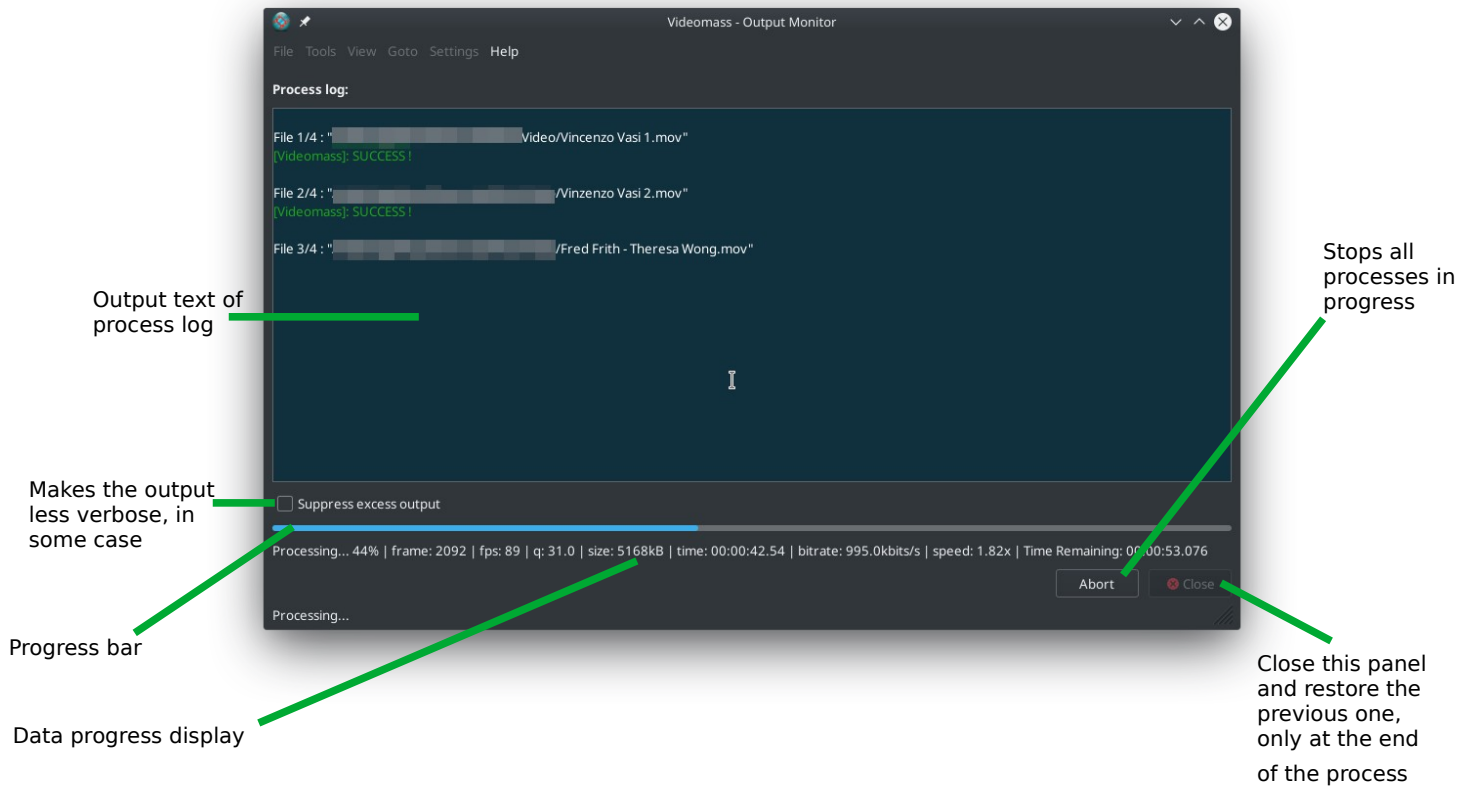 Videomass - Output Monitor
File Tools View Goto Settings Help
Process log:
File 1/4 : " Video/Vincenzo Vasi 1.mov"
[Videomass]: SUCCESS !
File 2/4 : " /Vinzenzo Vasi 2.mov"
[Videomass]: SUCCESS !
File 3/4 : " /Fred Frith - Theresa Wong.mov"
Stops all
processes in
progress
Output text of
process log
Makes the output
less verbose, in
some case
Suppress excess output
Processing... 44% | frame: 2092 | fps: 89 | q: 31.0 | size: 5168kB | time: 00:00:42.54 | bitrate: 995.0kbits/s | speed: 1.82x | Time Remaining: 00:00:53.076
Abort
Close
Processing...
Progress bar
Data progress display
Close this panel
and restore the
previous one,
only at the end
of the process